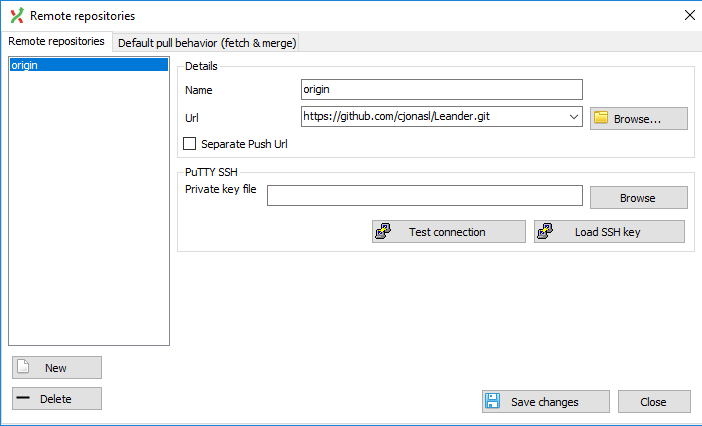 Remote repositories
Remote repositories Default pull behavior (fetch & merge)
origin
Details
Name origin
Url https://github.com/cjonasl/Leander.git Browse...
Separate Push Url
PuTTY SSH
Private key file Browse
Test connection Load SSH key
New
Delete
Save changes Close